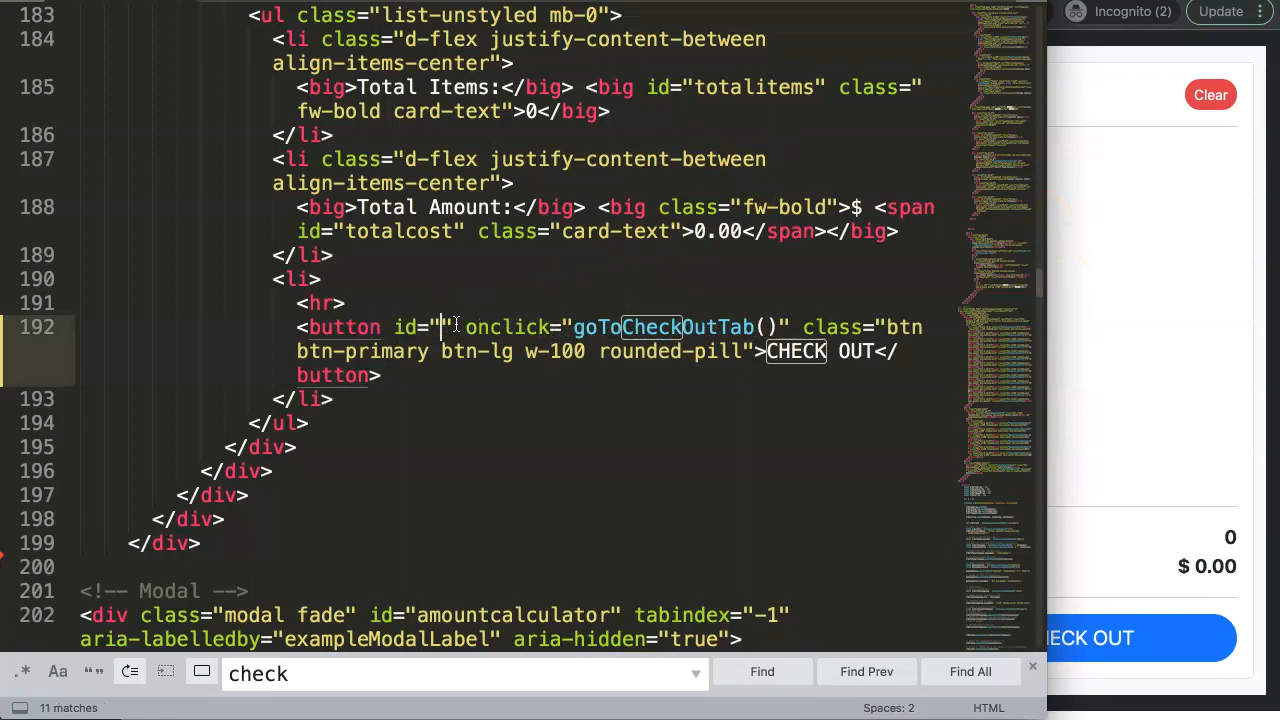 183 <ul class="list-unstyled mb-0">
184 <li class="d-flex justify-content-between
align-items-center">
185 <big>Total Items:</big> <big id="totalitems" class="
fw-bold card-text">0</big>
186 </li>
187 <li class="d-flex justify-content-between
align-items-center">
188 <big>Total Amount:</big> <big class="fw-bold">$ <span
id="totalcost" class="card-text">0.00</span></big>
189 </li>
190 <li>
191 <hr>
192 <button id="" onclick="goToCheckOutTab()" class="btn
btn-primary btn-lg w-100 rounded-pill">CHECK OUT</
button>
193 </li>
194 </ul>
195 </div>
196 </div>
197 </div>
198 </div>
199 </div>
200
201 <!-- Modal -->
202 <div class="modal fade" id="amountcalculator" tabindex="-1"
aria-labelledby="exampleModalLabel" aria-hidden="true">
.* Aa “”
check
Find
Find Prev
Find All
11 matches
Spaces: 2
HTML
Incognito (2)
Update
Clear
0
$ 0.00
HECK OUT